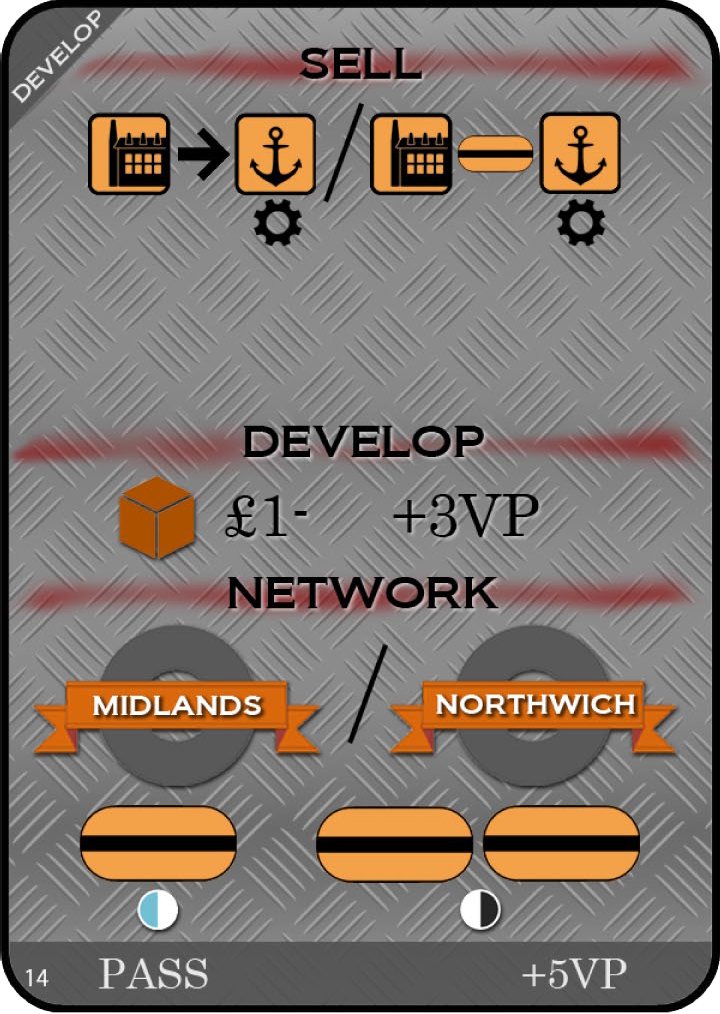 DEVELOP
SELL
DEVELOP
£1- +3VP
NETWORK
MIDLANDS / NORTHWICH
14 PASS +5VP